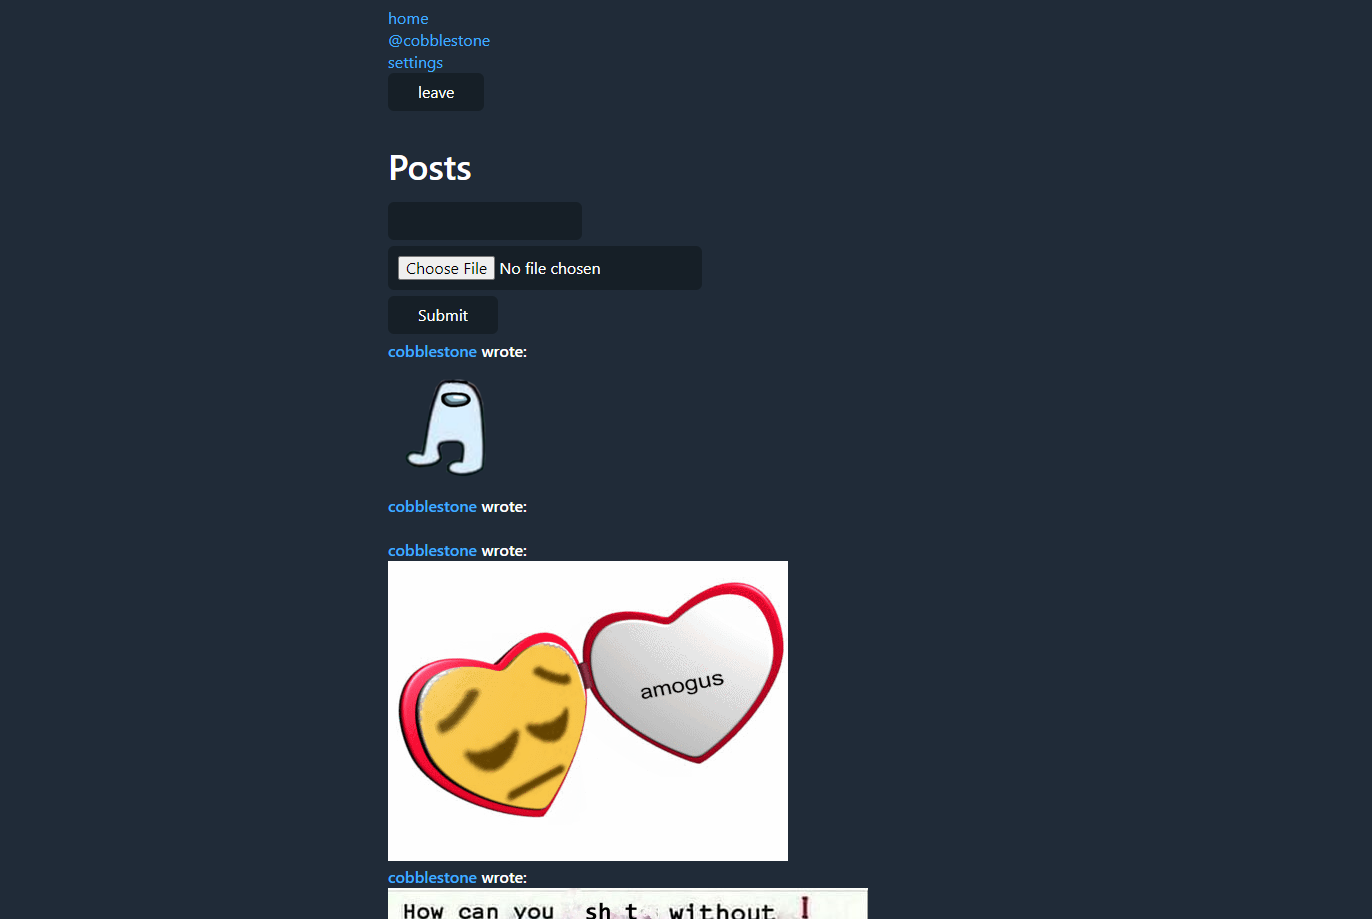 home
@cobblestone
settings
leave
Posts
Choose File No file chosen
Submit
cobblestone wrote:
cobblestone wrote:
cobblestone wrote:
amogus
cobblestone wrote:
How can you sh t without I